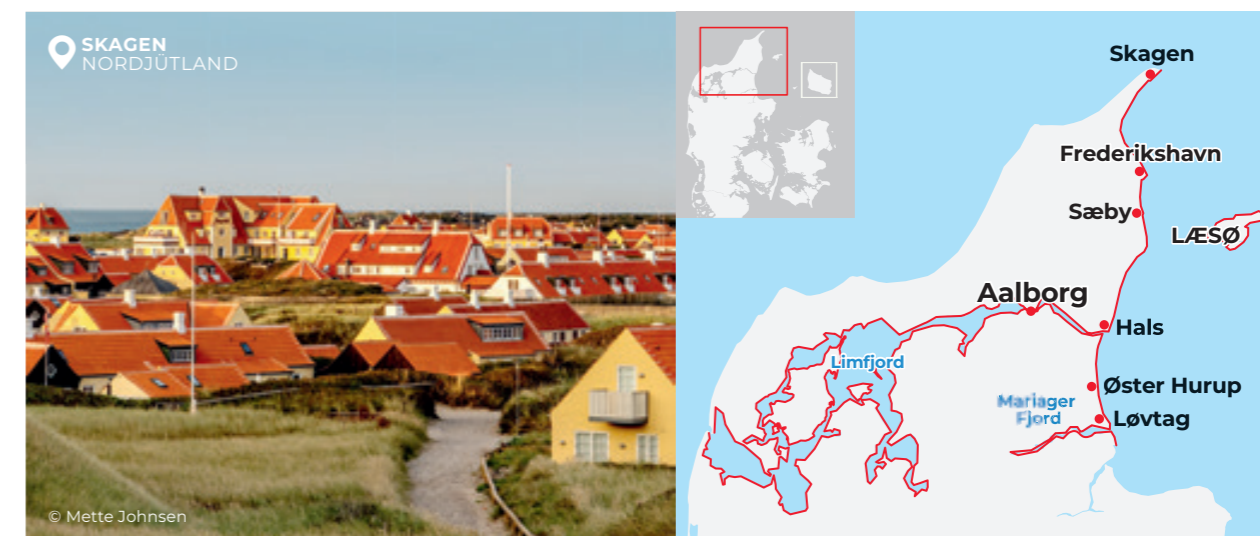 SKAGEN
NORDJÜTLAND
© Mette Johnsen
Skagen
Frederikshavn
Sæby
LÆSØ
Aalborg
Hals
Limfjord
Øster Hurup
Mariager
Fjord
Løvtag